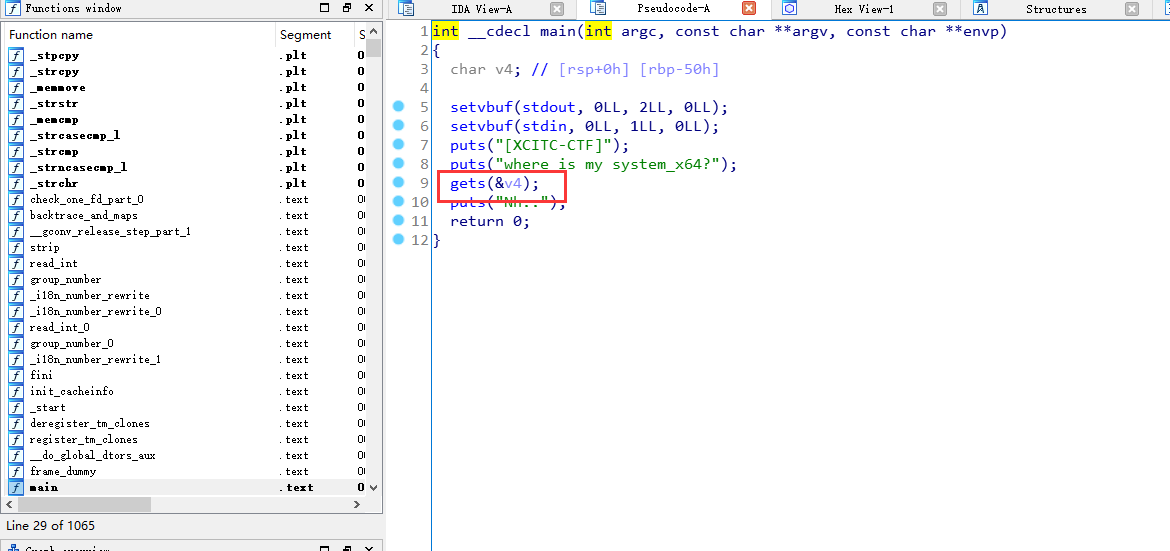 Functions window
Function name Segment S
_stpcpy .plt 0
_strcpy .plt 0
_memmove .plt 0
_strstr .plt 0
_memcmp .plt 0
_strcasecmp_l .plt 0
_strcmp .plt 0
_strncasecmp_l .plt 0
_strchr .plt 0
check_one_fd_part_0 .text 0
backtrace_and_maps .text 0
__gconv_release_step_part_1 .text 0
strip .text 0
read_int .text 0
group_number .text 0
_i18n_number_rewrite .text 0
_i18n_number_rewrite_0 .text 0
read_int_0 .text 0
group_number_0 .text 0
_i18n_number_rewrite_1 .text 0
fini .text 0
init_cacheinfo .text 0
_start .text 0
deregister_tm_clones .text 0
register_tm_clones .text 0
__do_global_dtors_aux .text 0
frame_dummy .text 0
main .text 0
Line 29 of 1065
IDA View-A Pseudocode-A Hex View-1 Structures
1 int __cdecl main(int argc, const char **argv, const char **envp)
2 {
3 char v4; // [rsp+0h] [rbp-50h]
4
5 setvbuf(stdout, 0LL, 2LL, 0LL);
6 setvbuf(stdin, 0LL, 1LL, 0LL);
7 puts("[XCITC-CTF]");
8 puts("where is my system_x64?");
9 gets(&v4);
10 puts("Nh..");
11 return 0;
12 }